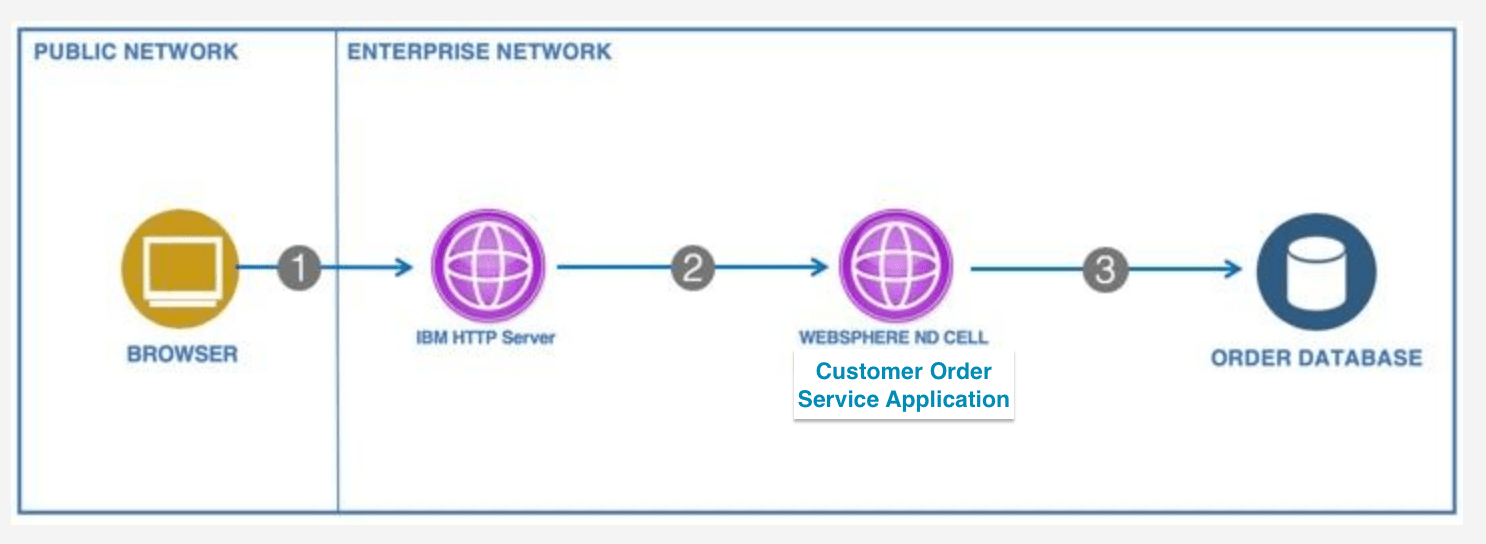 PUBLIC NETWORK
ENTERPRISE NETWORK
1
2
3
BROWSER
IBM HTTP Server
WEBSPHERE ND CELL
Customer Order
Service Application
ORDER DATABASE